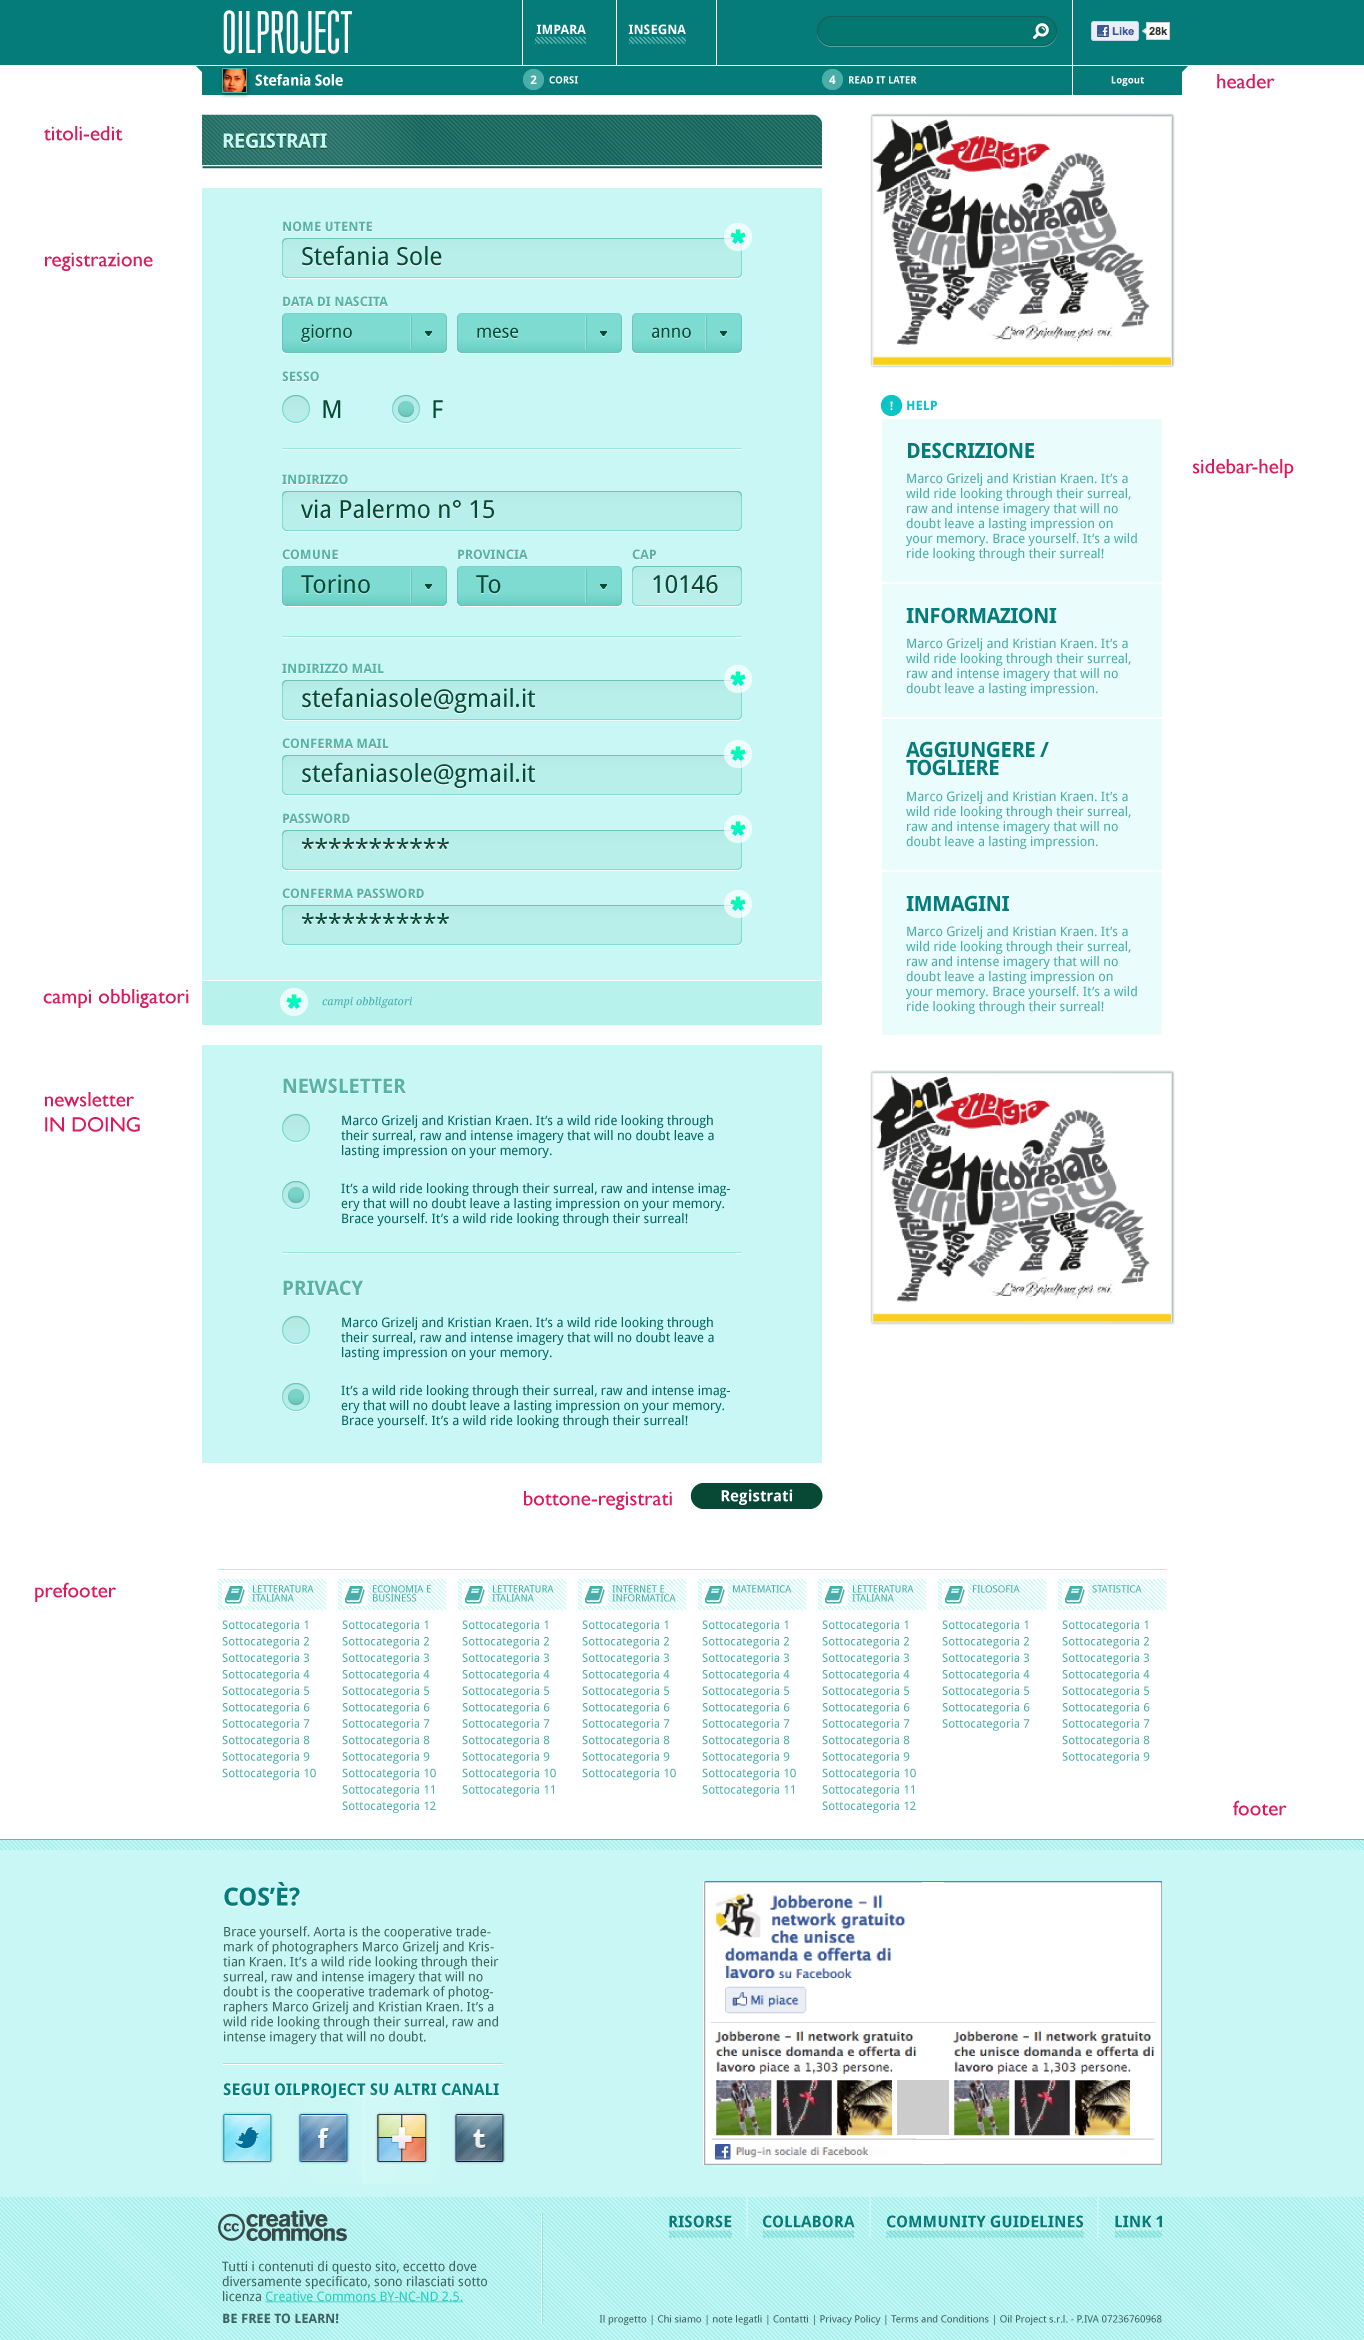 OILPROJECT
IMPARA
INSEGNA
Like
28k
Stefania Sole
2 CORSI
4 READ IT LATER
Logout
header
titoli-edit
REGISTRATI
registrazione
NOME UTENTE
Stefania Sole
DATA DI NASCITA
giorno
mese
anno
SESSO
M
F
INDIRIZZO
via Palermo n° 15
COMUNE
PROVINCIA
CAP
Torino
To
10146
INDIRIZZO MAIL
stefaniasole@gmail.it
CONFERMA MAIL
stefaniasole@gmail.it
PASSWORD
***********
CONFERMA PASSWORD
***********
campi obbligatori
campi obbligatori
eni
energia
enicorporate
university
! HELP
sidebar-help
DESCRIZIONE
Marco Grizelj and Kristian Kraen. It's a
wild ride looking through their surreal,
raw and intense imagery that will no
doubt leave a lasting impression on
your memory. Brace yourself. It's a wild
ride looking through their surreal!
INFORMAZIONI
Marco Grizelj and Kristian Kraen. It's a
wild ride looking through their surreal,
raw and intense imagery that will no
doubt leave a lasting impression.
AGGIUNGERE /
TOGLIERE
Marco Grizelj and Kristian Kraen. It's a
wild ride looking through their surreal,
raw and intense imagery that will no
doubt leave a lasting impression.
IMMAGINI
Marco Grizelj and Kristian Kraen. It's a
wild ride looking through their surreal,
raw and intense imagery that will no
doubt leave a lasting impression on
your memory. Brace yourself. It's a wild
ride looking through their surreal!
eni
energia
enicorporate
university
newsletter
IN DOING
NEWSLETTER
Marco Grizelj and Kristian Kraen. It's a wild ride looking through
their surreal, raw and intense imagery that will no doubt leave a
lasting impression on your memory.
It's a wild ride looking through their surreal, raw and intense imag-
ery that will no doubt leave a lasting impression on your memory.
Brace yourself. It's a wild ride looking through their surreal!
PRIVACY
Marco Grizelj and Kristian Kraen. It's a wild ride looking through
their surreal, raw and intense imagery that will no doubt leave a
lasting impression on your memory.
It's a wild ride looking through their surreal, raw and intense imag-
ery that will no doubt leave a lasting impression on your memory.
Brace yourself. It's a wild ride looking through their surreal!
bottone-registrati
Registrati
prefooter
LETTERATURA
ITALIANA
Sottocategoria 1
Sottocategoria 2
Sottocategoria 3
Sottocategoria 4
Sottocategoria 5
Sottocategoria 6
Sottocategoria 7
Sottocategoria 8
Sottocategoria 9
Sottocategoria 10
ECONOMIA E
BUSINESS
Sottocategoria 1
Sottocategoria 2
Sottocategoria 3
Sottocategoria 4
Sottocategoria 5
Sottocategoria 6
Sottocategoria 7
Sottocategoria 8
Sottocategoria 9
Sottocategoria 10
Sottocategoria 11
Sottocategoria 12
LETTERATURA
ITALIANA
Sottocategoria 1
Sottocategoria 2
Sottocategoria 3
Sottocategoria 4
Sottocategoria 5
Sottocategoria 6
Sottocategoria 7
Sottocategoria 8
Sottocategoria 9
Sottocategoria 10
Sottocategoria 11
INTERNET E
INFORMATICA
Sottocategoria 1
Sottocategoria 2
Sottocategoria 3
Sottocategoria 4
Sottocategoria 5
Sottocategoria 6
Sottocategoria 7
Sottocategoria 8
Sottocategoria 9
Sottocategoria 10
MATEMATICA
Sottocategoria 1
Sottocategoria 2
Sottocategoria 3
Sottocategoria 4
Sottocategoria 5
Sottocategoria 6
Sottocategoria 7
Sottocategoria 8
Sottocategoria 9
Sottocategoria 10
Sottocategoria 11
LETTERATURA
ITALIANA
Sottocategoria 1
Sottocategoria 2
Sottocategoria 3
Sottocategoria 4
Sottocategoria 5
Sottocategoria 6
Sottocategoria 7
Sottocategoria 8
Sottocategoria 9
Sottocategoria 10
Sottocategoria 11
Sottocategoria 12
FILOSOFIA
Sottocategoria 1
Sottocategoria 2
Sottocategoria 3
Sottocategoria 4
Sottocategoria 5
Sottocategoria 6
Sottocategoria 7
STATISTICA
Sottocategoria 1
Sottocategoria 2
Sottocategoria 3
Sottocategoria 4
Sottocategoria 5
Sottocategoria 6
Sottocategoria 7
Sottocategoria 8
Sottocategoria 9
footer
COS'È?
Brace yourself. Aorta is the cooperative trade-
mark of photographers Marco Grizelj and Kris-
tian Kraen. It's a wild ride looking through their
surreal, raw and intense imagery that will no
doubt is the cooperative trademark of photog-
raphers Marco Grizelj and Kristian Kraen. It's a
wild ride looking through their surreal, raw and
intense imagery that will no doubt.
SEGUI OILPROJECT SU ALTRI CANALI
f
t
Jobberone – Il
network gratuito
che unisce
domanda e offerta di
lavoro su Facebook
Mi piace
Jobberone – Il network gratuito
che unisce domanda e offerta di
lavoro piace a 1,303 persone.
Jobberone – Il network gratuito
che unisce domanda e offerta di
lavoro piace a 1,303 persone.
Plug-in sociale di Facebook
cc creative
commons
Tutti i contenuti di questo sito, eccetto dove
diversamente specificato, sono rilasciati sotto
licenza Creative Commons BY-NC-ND 2.5.
BE FREE TO LEARN!
RISORSE
COLLABORA
COMMUNITY GUIDELINES
LINK 1
Il progetto | Chi siamo | note legatli | Contatti | Privacy Policy | Terms and Conditions | Oil Project s.r.l. - P.IVA 07236760968